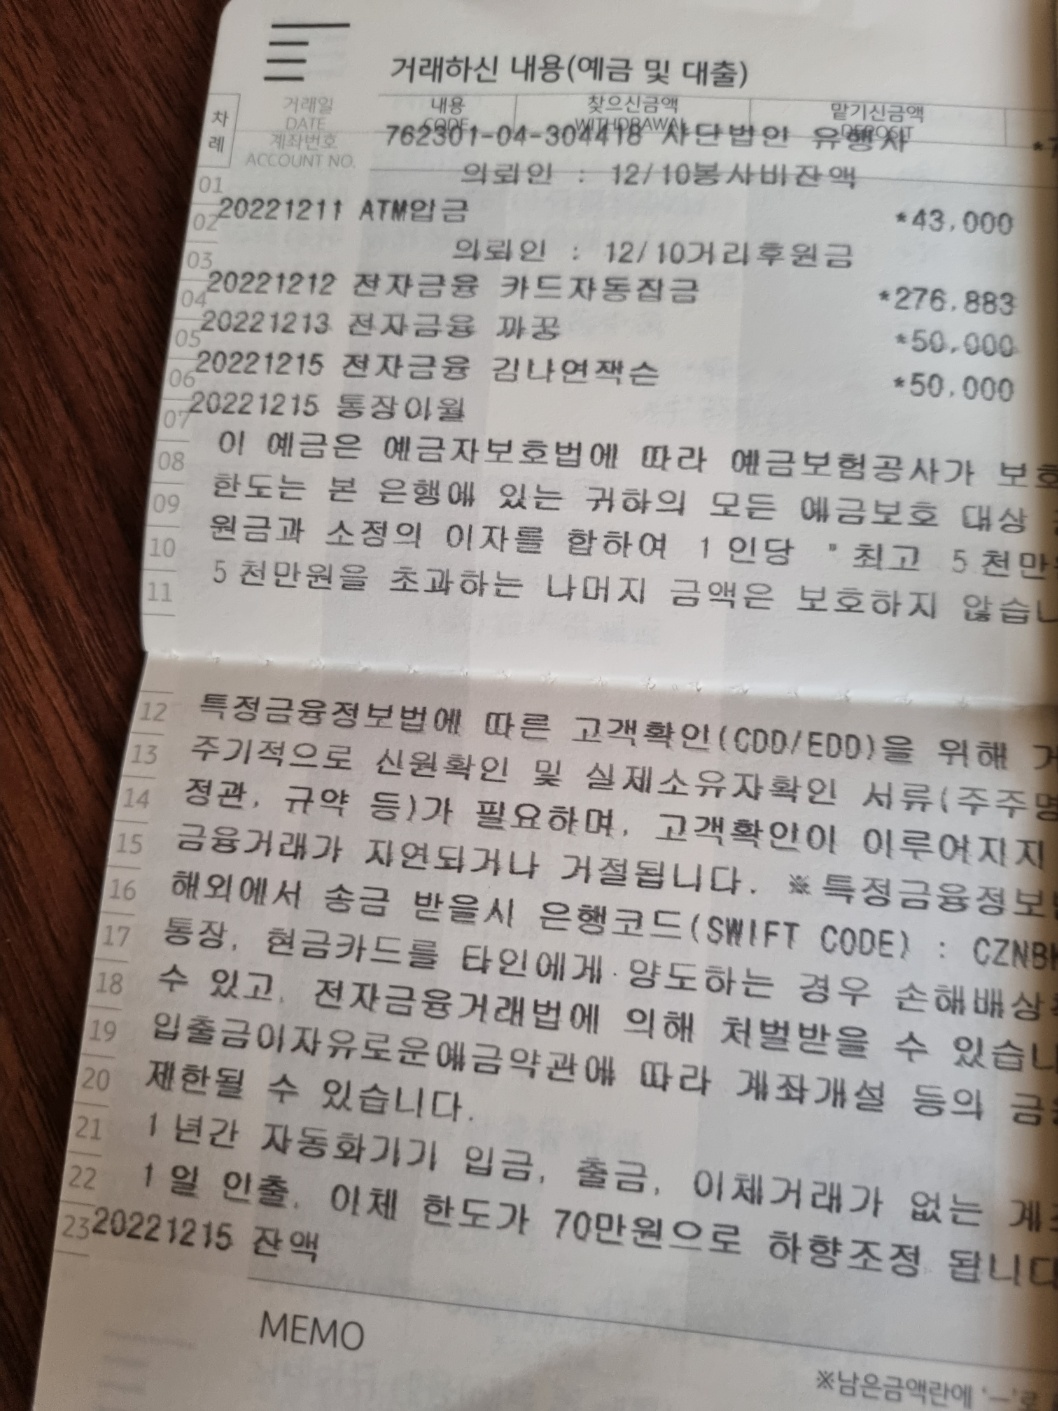 거래하신 내용(예금 및 대출)
차례
거래일 내용 찾으신금액 맡기신금액
DATE CODE WITHDRAWAL DEPOSIT
계좌번호
ACCOUNT NO.
762301-04-304418 사단법인 유행사
01 의뢰인 : 12/10봉사비잔액
02 20221211 ATM입금 *43,000
03 의뢰인 : 12/10거리후원금
04 20221212 전자금융 카드자동집금 *276,883
05 20221213 전자금융 까꿍 *50,000
06 20221215 전자금융 김나연잭슨 *50,000
07 20221215 통장이월
08 이 예금은 예금자보호법에 따라 예금보험공사가 보호
09 한도는 본 은행에 있는 귀하의 모든 예금보호 대상
10 원금과 소정의 이자를 합하여 1인당 "최고 5천만
11 5천만원을 초과하는 나머지 금액은 보호하지 않습니
12 특정금융정보법에 따른 고객확인(CDD/EDD)을 위해 거
13 주기적으로 신원확인 및 실제소유자확인 서류(주주명
14 정관, 규약 등)가 필요하며, 고객확인이 이루어지지
15 금융거래가 지연되거나 거절됩니다. ※특정금융정보
16 해외에서 송금 받을시 은행코드(SWIFT CODE) : CZNB
17 통장, 현금카드를 타인에게 양도하는 경우 손해배상
18 수 있고, 전자금융거래법에 의해 처벌받을 수 있습니
19 입출금이자유로운예금약관에 따라 계좌개설 등의 금
20 제한될 수 있습니다.
21 1년간 자동화기기 입금, 출금, 이체거래가 없는 계
22 1일 인출, 이체 한도가 70만원으로 하향조정 됩니다
23 20221215 잔액
MEMO
※남은금액란에 '-'로